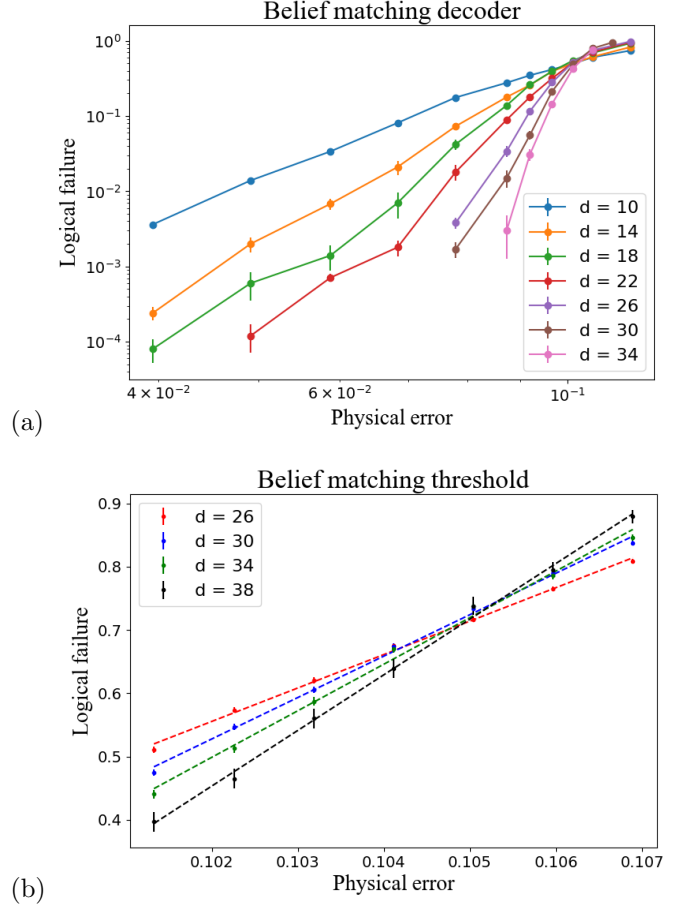 Belief matching decoder
10⁰
10⁻¹
10⁻²
10⁻³
10⁻⁴
Logical failure
d = 10
d = 14
d = 18
d = 22
d = 26
d = 30
d = 34
4 × 10⁻²
6 × 10⁻²
10⁻¹
Physical error
(a)
Belief matching threshold
0.9
0.8
0.7
0.6
0.5
0.4
Logical failure
d = 26
d = 30
d = 34
d = 38
0.102
0.103
0.104
0.105
0.106
0.107
Physical error
(b)